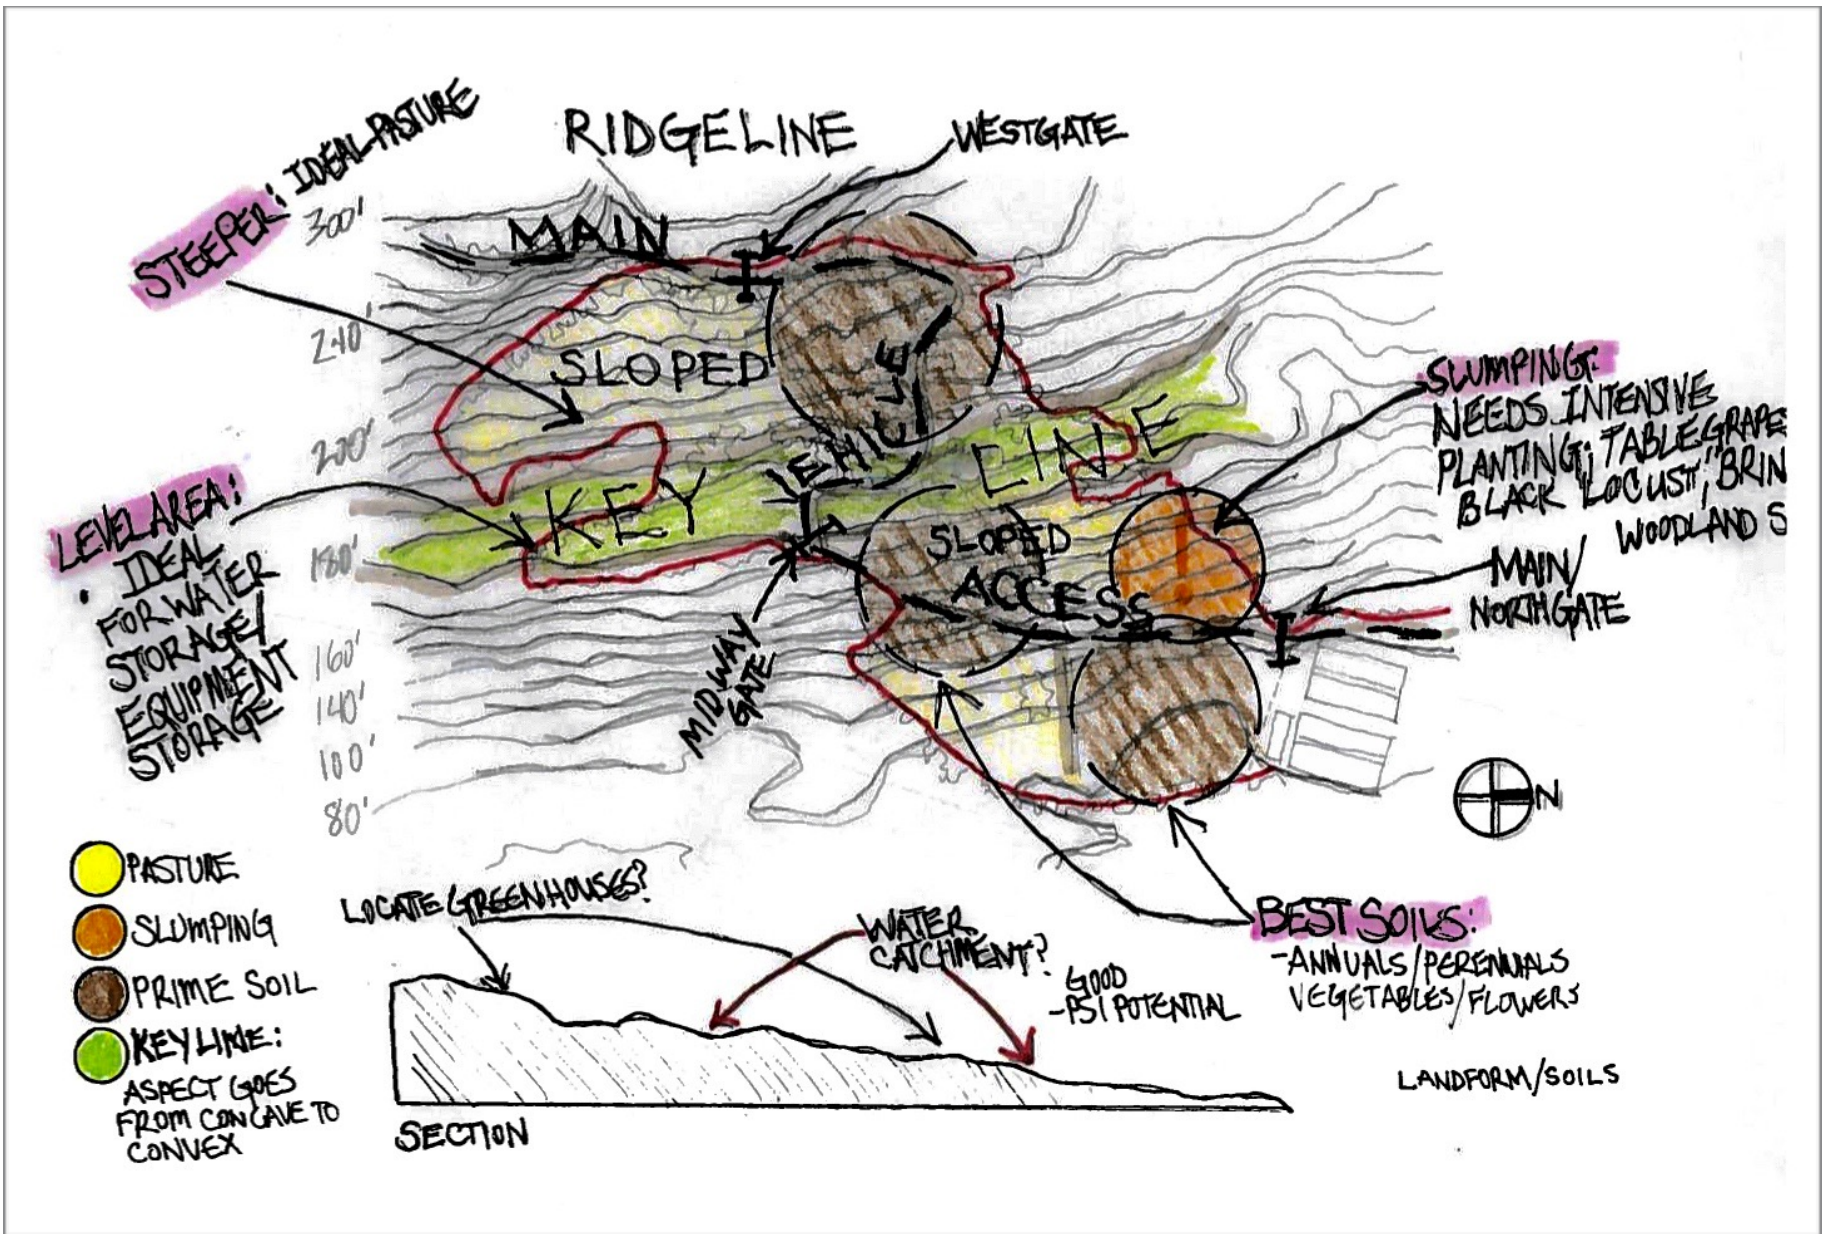 RIDGELINE
WESTGATE
STEEPER: IDEAL PASTURE
300'
240'
200'
180'
160'
140'
100'
80'
MAIN
VEHICLE
ACCESS
SLOPED
KEY LINE
SLOPED
LEVEL AREA:
• IDEAL
FOR WATER
STORAGE/
EQUIPMENT
STORAGE
MIDWAY
GATE
SLUMPING:
NEEDS INTENSIVE
PLANTING; TABLE GRAPE
BLACK LOCUST, BRIN
WOODLAND S
MAIN/
NORTHGATE
N
BEST SOILS:
-ANNUALS/PERENNIALS
VEGETABLES/FLOWERS
PASTURE
SLUMPING
PRIME SOIL
KEYLINE:
ASPECT GOES
FROM CONCAVE TO
CONVEX
LOCATE GREENHOUSES?
WATER
CATCHMENT?
GOOD
-PSI POTENTIAL
SECTION
LANDFORM/SOILS